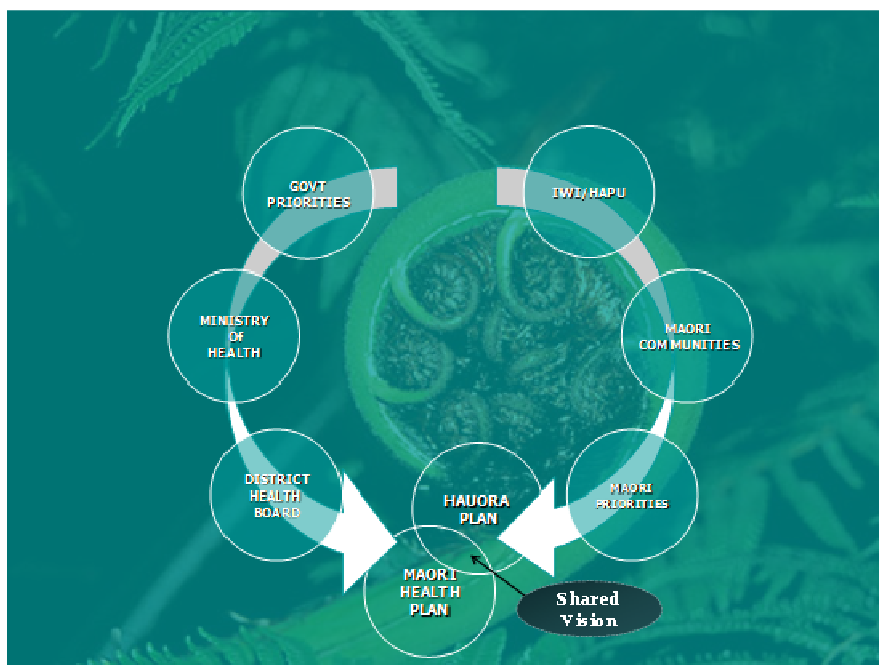 GOVT
PRIORITIES
IWI/HAPU
MINISTRY
OF
HEALTH
MAORI
COMMUNITIES
DISTRICT
HEALTH
BOARD
HAUORA
PLAN
MAORI
PRIORITIES
MAORI
HEALTH
PLAN
Shared
Vision